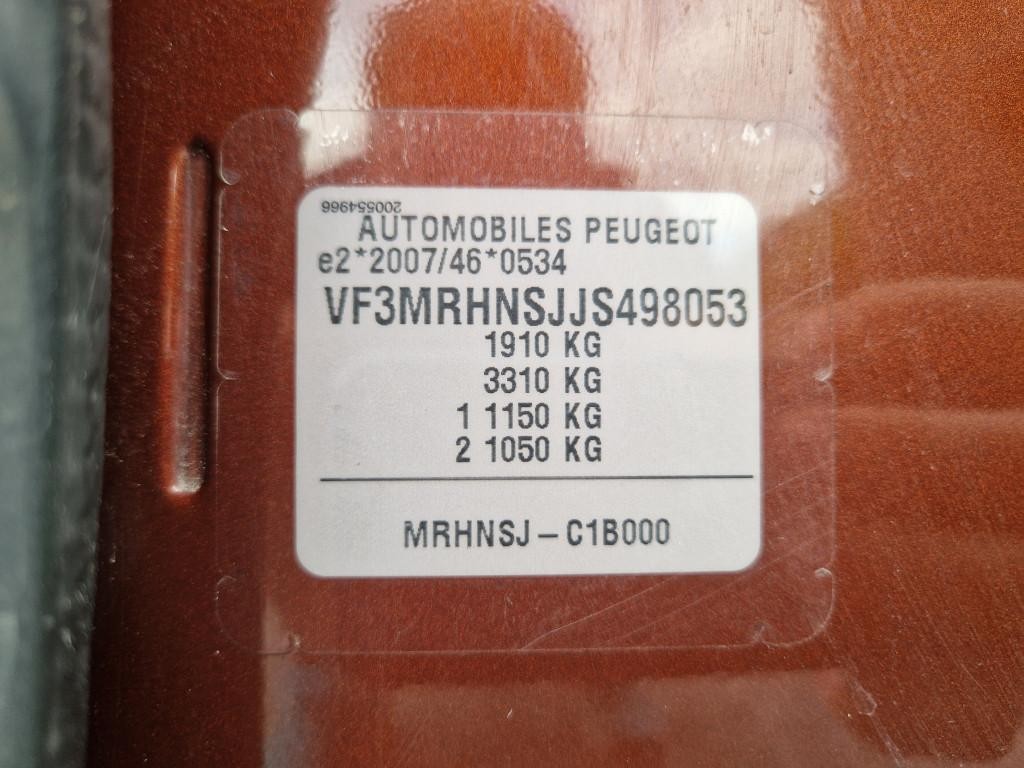 200554966
AUTOMOBILES PEUGEOT
e2*2007/46*0534
VF3MRHNSJJS498053
1910 KG
3310 KG
1 1150 KG
2 1050 KG
MRHNSJ – C1B000